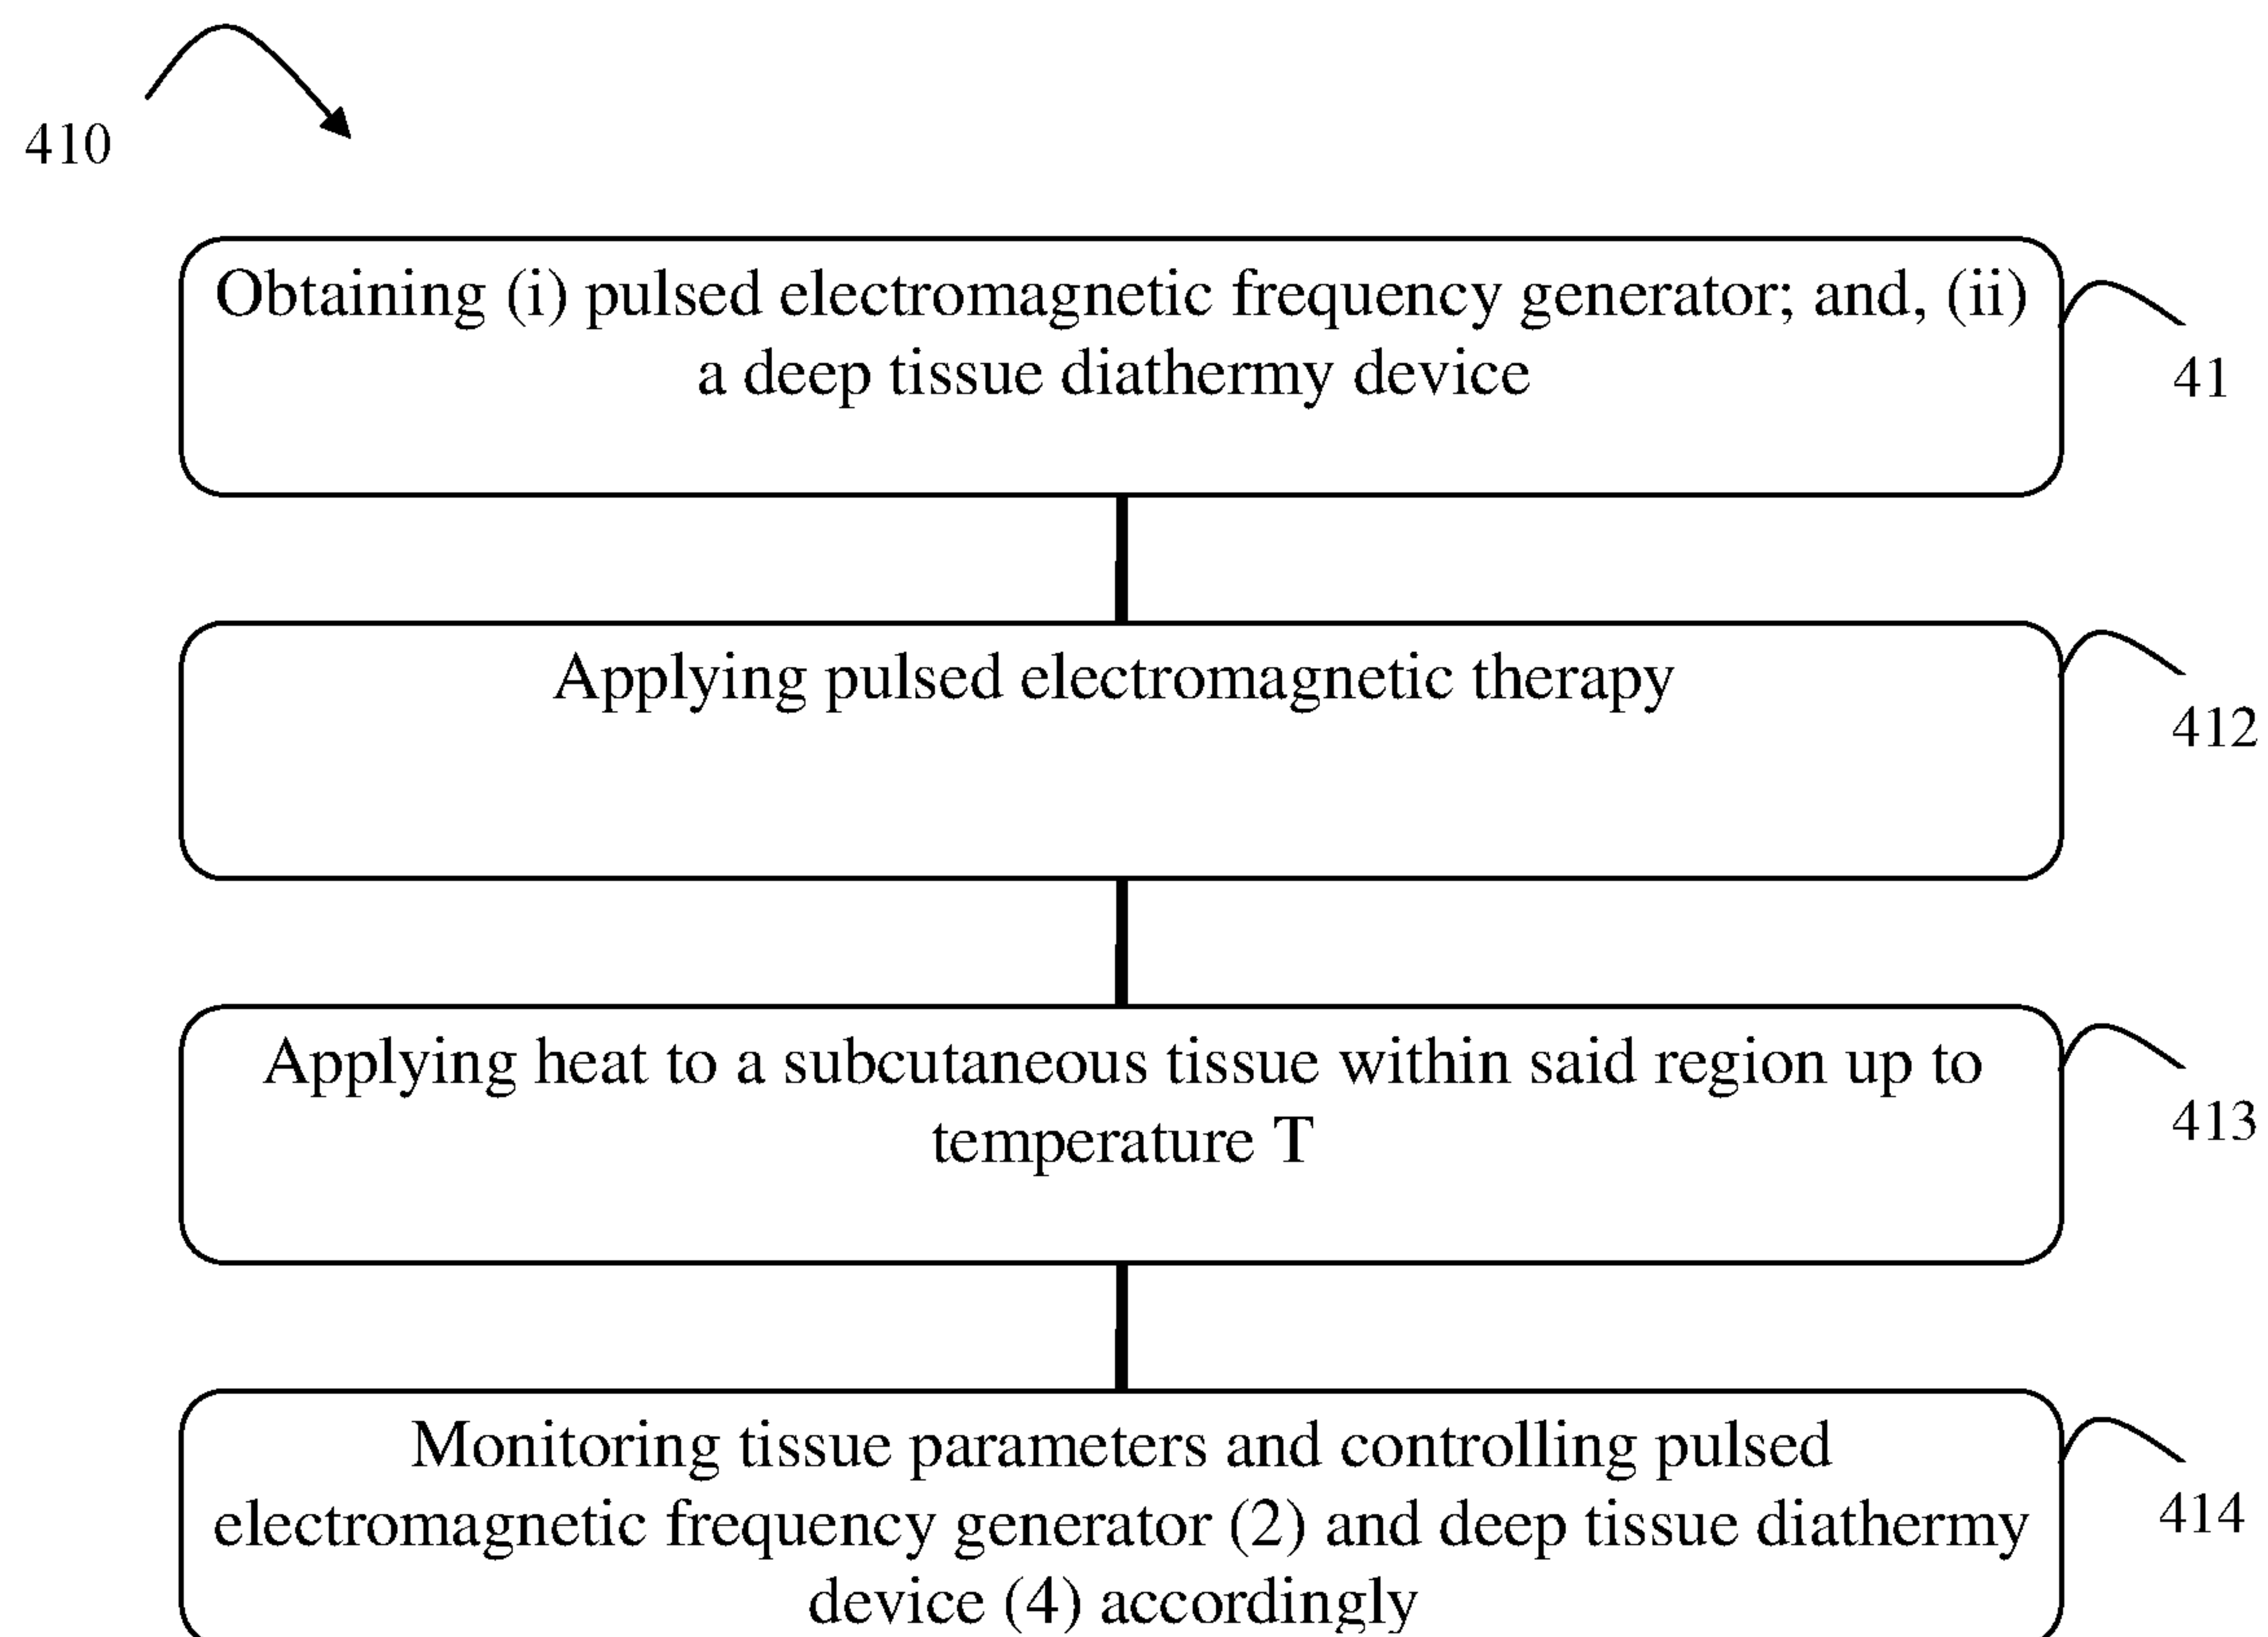 410
Obtaining (i) pulsed electromagnetic frequency generator; and, (ii)
a deep tissue diathermy device
41
Applying pulsed electromagnetic therapy
412
Applying heat to a subcutaneous tissue within said region up to
temperature T
413
Monitoring tissue parameters and controlling pulsed
electromagnetic frequency generator (2) and deep tissue diathermy
device (4) accordingly
414